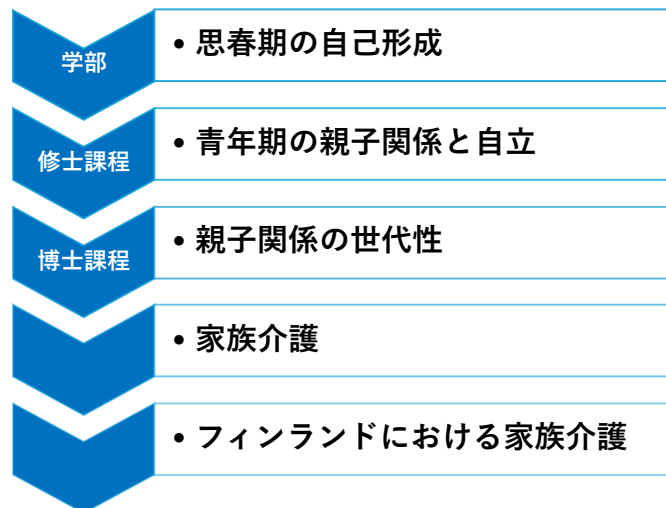 学部
• 思春期の自己形成
修士課程
• 青年期の親子関係と自立
博士課程
• 親子関係の世代性
• 家族介護
• フィンランドにおける家族介護